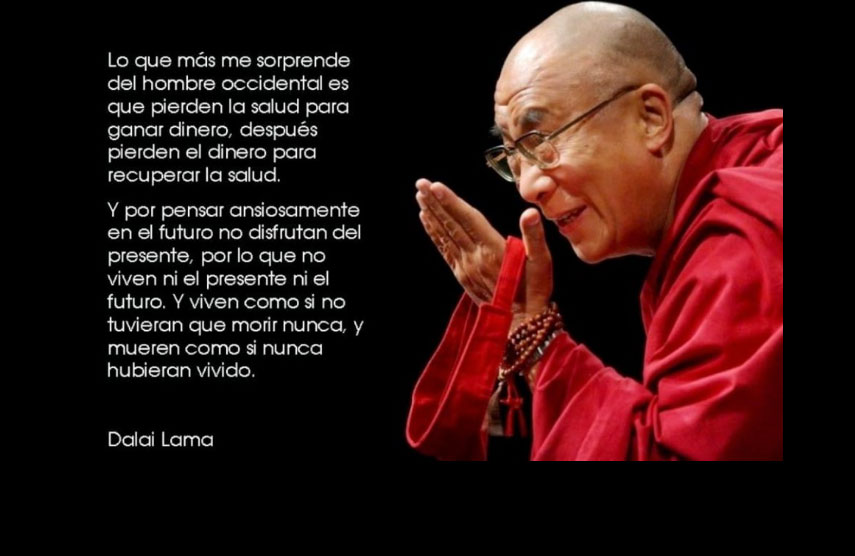 Lo que más me sorprende
del hombre occidental es
que pierden la salud para
ganar dinero, después
pierden el dinero para
recuperar la salud.
Y por pensar ansiosamente
en el futuro no disfrutan del
presente, por lo que no
viven ni el presente ni el
futuro. Y viven como si no
tuvieran que morir nunca, y
mueren como si nunca
hubieran vivido.
Dalai Lama